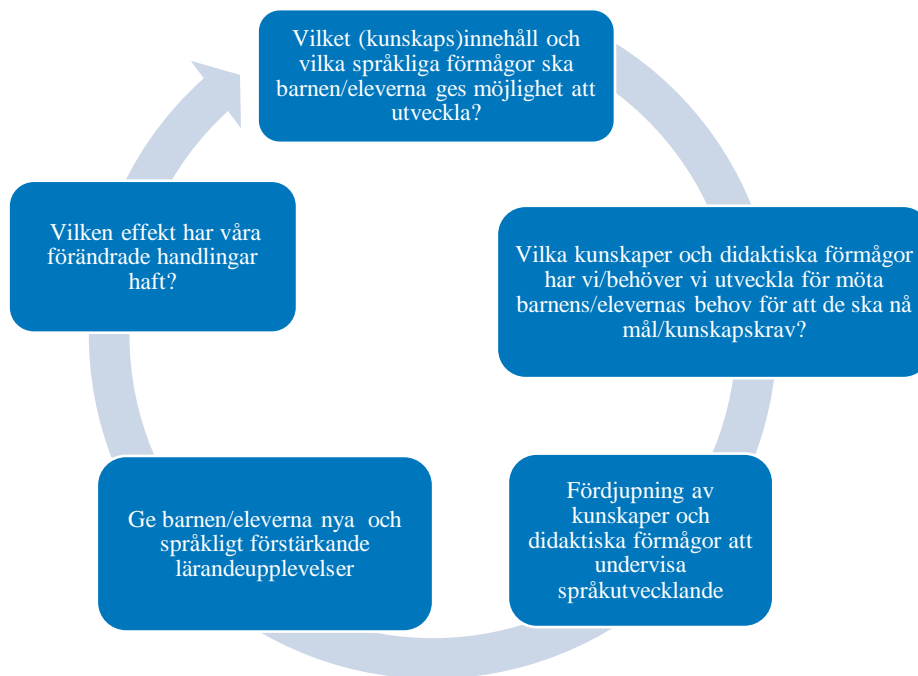 Vilket (kunskaps)innehåll och
vilka språkliga förmågor ska
barnen/eleverna ges möjlighet att
utveckla?
Vilka kunskaper och didaktiska förmågor
har vi/behöver vi utveckla för möta
barnens/elevernas behov för att de ska nå
mål/kunskapskrav?
Fördjupning av
kunskaper och
didaktiska förmågor att
undervisa
språkutvecklande
Ge barnen/eleverna nya och
språkligt förstärkande
lärandeupplevelser
Vilken effekt har våra
förändrade handlingar
haft?